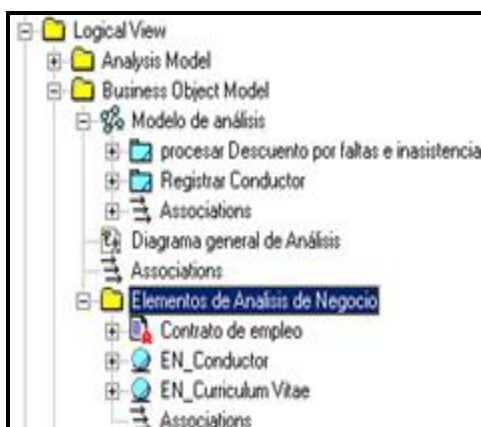 Logical View
Analysis Model
Business Object Model
Modelo de análisis
procesar Descuento por faltas e inasistencia
Registrar Conductor
Associations
Diagrama general de Análisis
Associations
Elementos de Analisis de Negocio
Contrato de empleo
EN_Conductor
EN_Curiculum Vitae
Associations